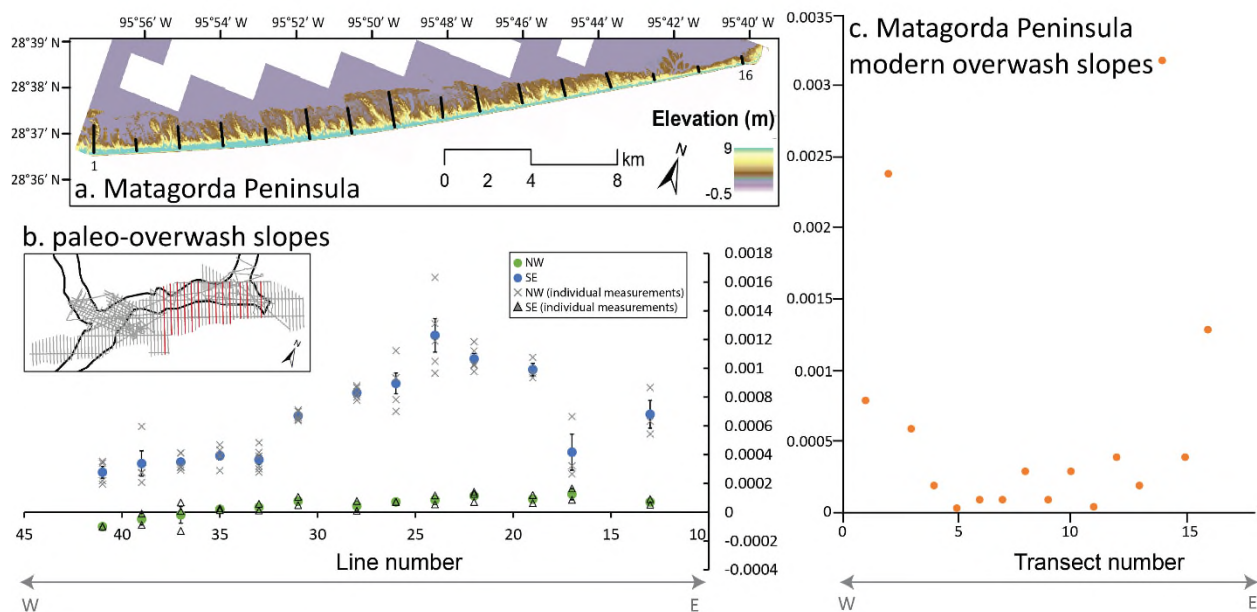 95°56' W 95°54' W 95°52' W 95°50' W 95°48' W 95°46' W 95°44' W 95°42' W 95°40' W
28°39' N
28°38' N
28°37' N
28°36' N
1
16
Elevation (m)
9
-0.5
N
km
0 2 4 8
a. Matagorda Peninsula
b. paleo-overwash slopes
N
NW
SE
NW (individual measurements)
SE (individual measurements)
0.0018
0.0016
0.0014
0.0012
0.001
0.0008
0.0006
0.0004
0.0002
0
-0.0002
-0.0004
45 40 35 30 25 20 15 10
Line number
W E
c. Matagorda Peninsula
modern overwash slopes
0.0035
0.003
0.0025
0.002
0.0015
0.001
0.0005
0
0 5 10 15
Transect number
W E